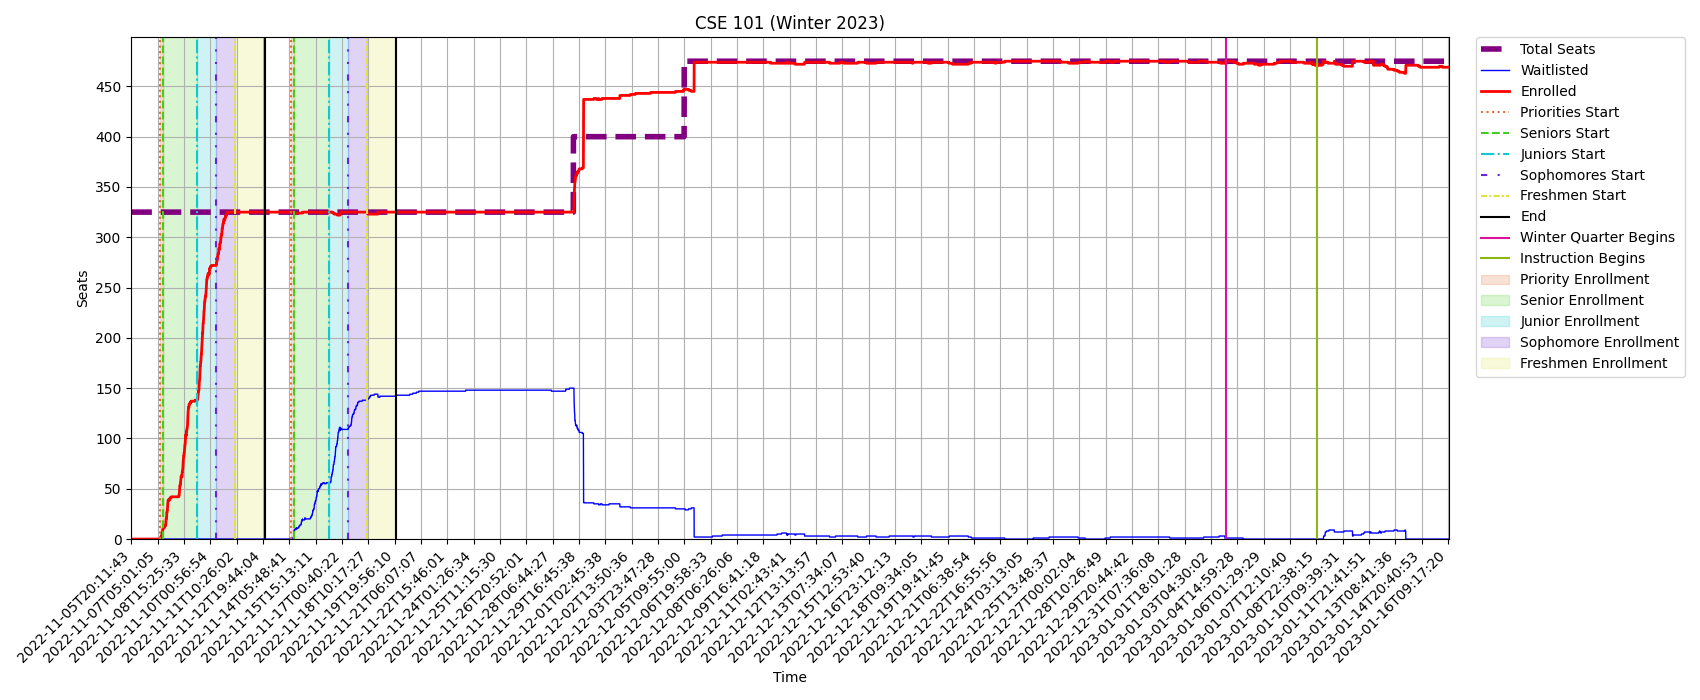 CSE 101 (Winter 2023)
Seats
450
400
350
300
250
200
150
100
50
0
2022-11-05T20:11:43
2022-11-07T05:01:05
2022-11-08T15:25:33
2022-11-10T00:56:54
2022-11-11T10:26:02
2022-11-12T19:44:04
2022-11-14T05:48:41
2022-11-15T15:13:11
2022-11-17T00:40:22
2022-11-18T10:17:27
2022-11-19T19:56:10
2022-11-21T06:07:07
2022-11-22T15:46:01
2022-11-24T01:26:34
2022-11-25T11:15:30
2022-11-26T20:52:01
2022-11-28T06:44:27
2022-11-29T16:45:38
2022-12-01T02:45:38
2022-12-02T13:50:36
2022-12-03T23:47:28
2022-12-05T09:55:00
2022-12-06T19:58:33
2022-12-08T06:26:06
2022-12-09T16:41:18
2022-12-11T02:43:41
2022-12-12T13:13:57
2022-12-13T07:34:07
2022-12-15T12:53:40
2022-12-16T23:12:13
2022-12-18T09:34:05
2022-12-19T19:41:45
2022-12-21T06:38:54
2022-12-22T16:55:56
2022-12-24T03:13:05
2022-12-25T13:48:37
2022-12-27T00:02:04
2022-12-28T10:26:49
2022-12-29T20:44:42
2022-12-31T07:36:08
2023-01-01T18:01:28
2023-01-03T04:30:02
2023-01-04T14:59:28
2023-01-06T01:29:29
2023-01-07T12:10:40
2023-01-08T22:38:15
2023-01-10T09:39:31
2023-01-11T21:41:51
2023-01-13T08:41:36
2023-01-14T20:40:53
2023-01-16T09:17:20
Time
Total Seats
Waitlisted
Enrolled
Priorities Start
Seniors Start
Juniors Start
Sophomores Start
Freshmen Start
End
Winter Quarter Begins
Instruction Begins
Priority Enrollment
Senior Enrollment
Junior Enrollment
Sophomore Enrollment
Freshmen Enrollment